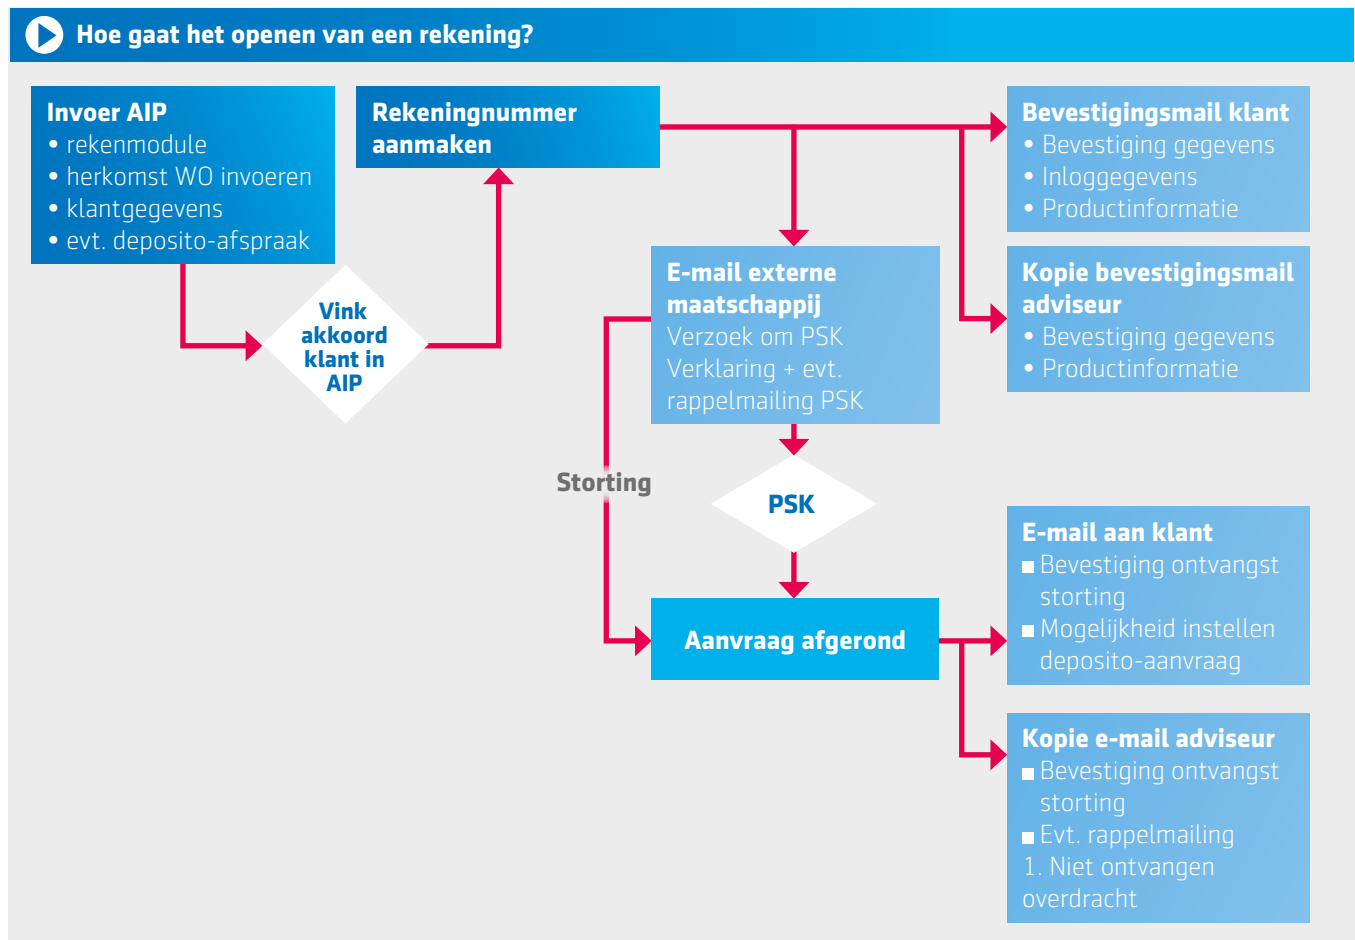 Hoe gaat het openen van een rekening?
Invoer AIP
• rekenmodule
• herkomst WO invoeren
• klantgegevens
• evt. deposito-afspraak
Vink
akkoord
klant in
AIP
Rekeningnummer
aanmaken
Bevestigingsmail klant
• Bevestiging gegevens
• Inloggegevens
• Productinformatie
Kopie bevestigingsmail
adviseur
• Bevestiging gegevens
• Productinformatie
E-mail externe
maatschappij
Verzoek om PSK
Verklaring + evt.
rappelmailing PSK
Storting
PSK
Aanvraag afgerond
E-mail aan klant
■ Bevestiging ontvangst
storting
■ Mogelijkheid instellen
deposito-aanvraag
Kopie e-mail adviseur
■ Bevestiging ontvangst
storting
■ Evt. rappelmailing
1. Niet ontvangen
overdracht